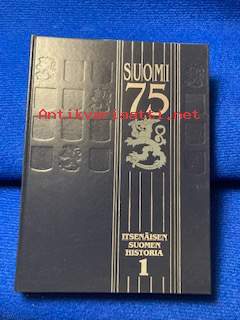 SUOMI
75
Antikvariaatti.net
ITSENÄISEN
SUOMEN
HISTORIA
1